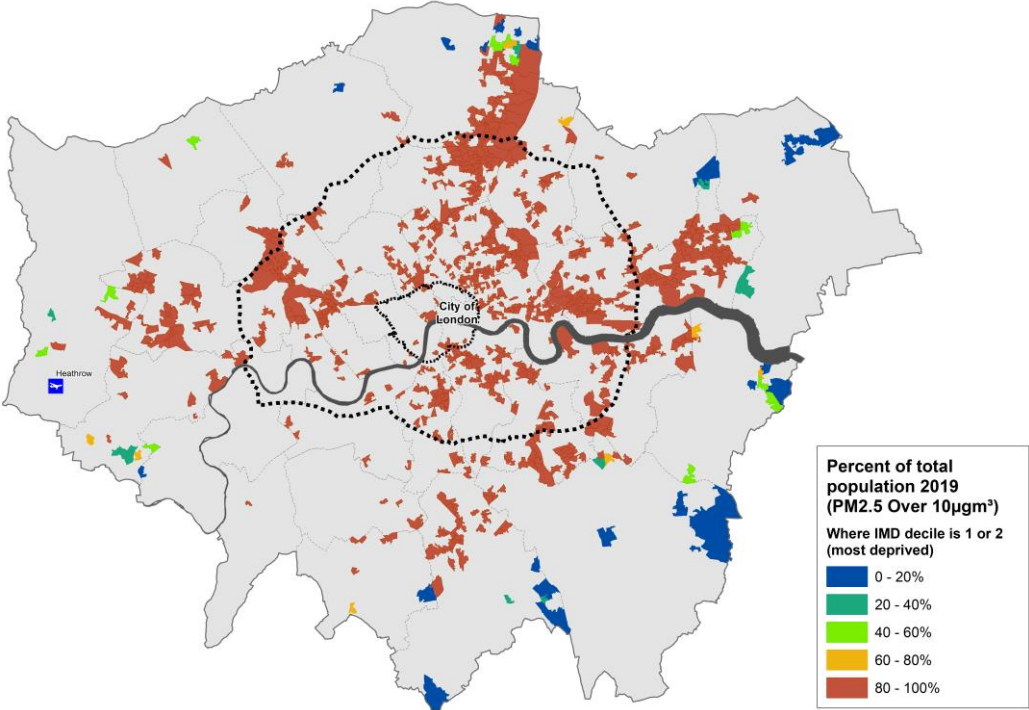 City of
London
Heathrow
Percent of total
population 2019
(PM2.5 Over 10µgm³)
Where IMD decile is 1 or 2
(most deprived)
0 - 20%
20 - 40%
40 - 60%
60 - 80%
80 - 100%